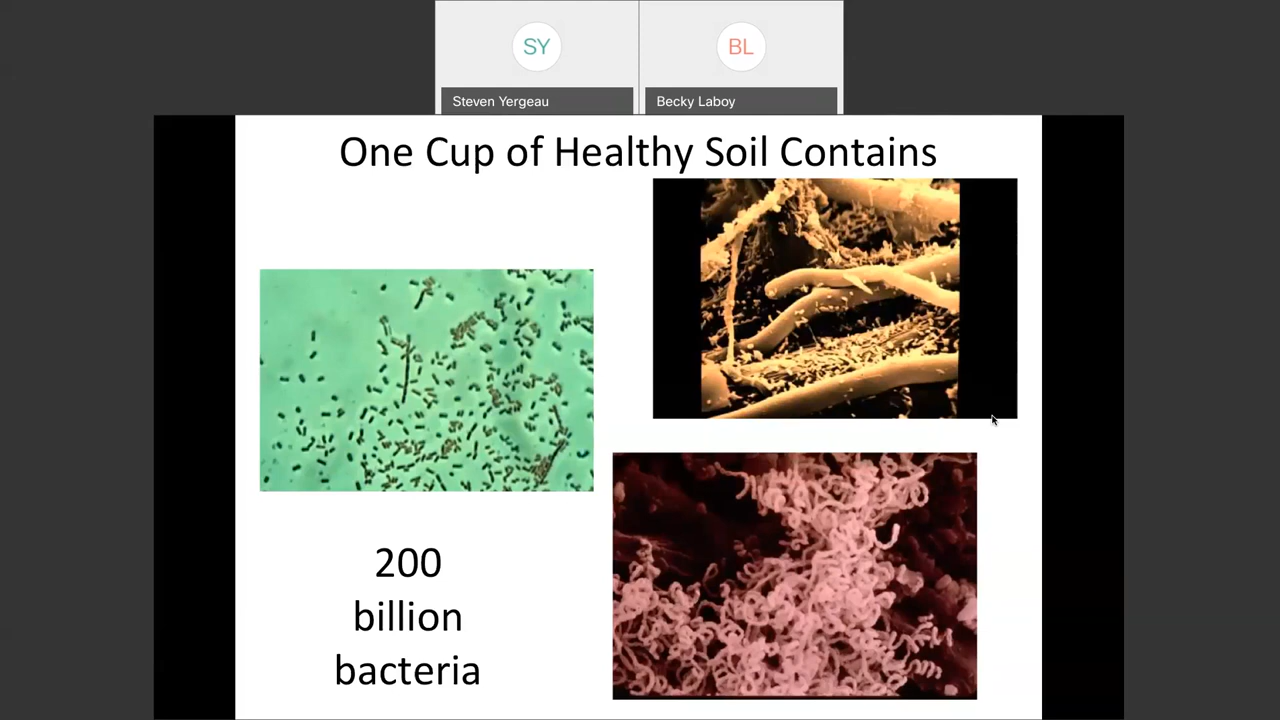 SY
BL
Steven Yergeau
Becky Laboy
One Cup of Healthy Soil Contains
200
billion
bacteria